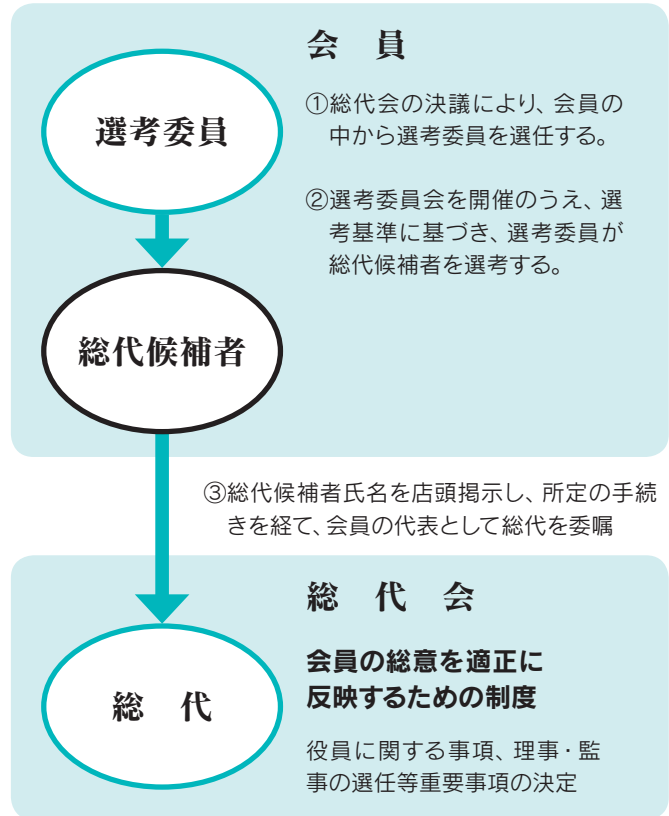 会 員
選考委員
①総代会の決議により、会員の
中から選考委員を選任する。
②選考委員会を開催のうえ、選
考基準に基づき、選考委員が
総代候補者を選考する。
総代候補者
③総代候補者氏名を店頭掲示し、所定の手続
きを経て、会員の代表として総代を委嘱
総 代 会
会員の総意を適正に
反映するための制度
総 代
役員に関する事項、理事・監
事の選任等重要事項の決定